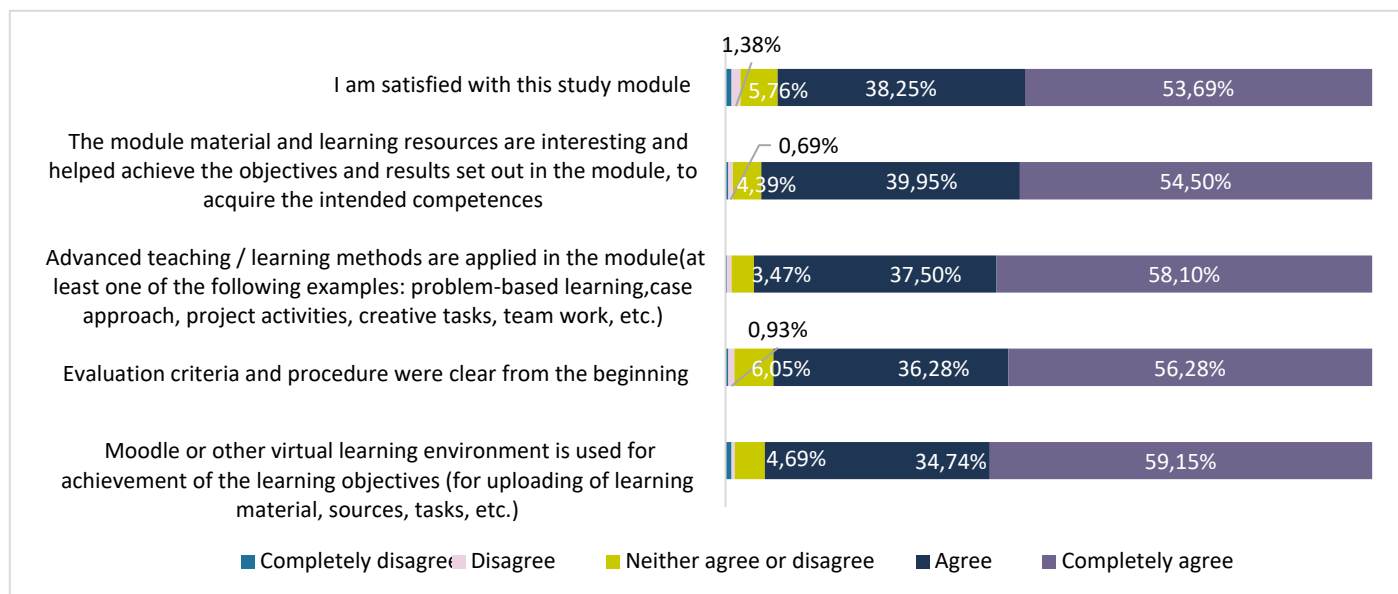 1,38%
I am satisfied with this study module
5,76% 38,25% 53,69%
The module material and learning resources are interesting and
helped achieve the objectives and results set out in the module, to
acquire the intended competences
0,69%
4,39% 39,95% 54,50%
Advanced teaching / learning methods are applied in the module(at
least one of the following examples: problem-based learning,case
approach, project activities, creative tasks, team work, etc.)
3,47% 37,50% 58,10%
0,93%
Evaluation criteria and procedure were clear from the beginning
6,05% 36,28% 56,28%
Moodle or other virtual learning environment is used for
achievement of the learning objectives (for uploading of learning
material, sources, tasks, etc.)
4,69% 34,74% 59,15%
Completely disagree Disagree Neither agree or disagree Agree Completely agree